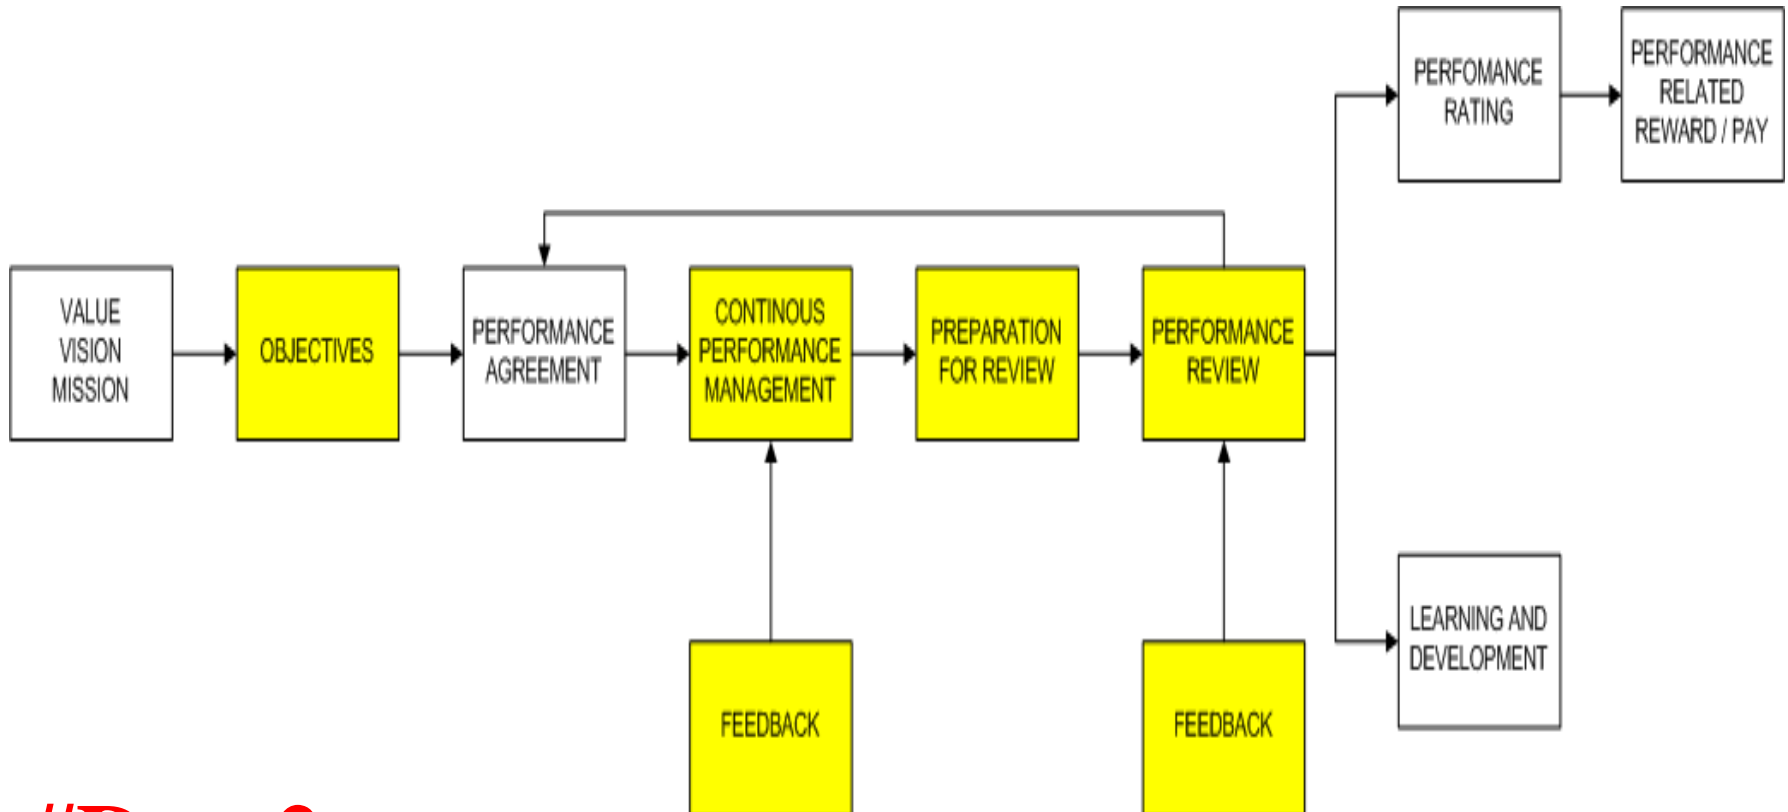 PERFOMANCE
RATING
PERFORMANCE
RELATED
REWARD / PAY
VALUE
VISION
MISSION
OBJECTIVES
PERFORMANCE
AGREEMENT
CONTINOUS
PERFORMANCE
MANAGEMENT
PREPARATION
FOR REVIEW
PERFORMANCE
REVIEW
LEARNING AND
DEVELOPMENT
FEEDBACK
FEEDBACK